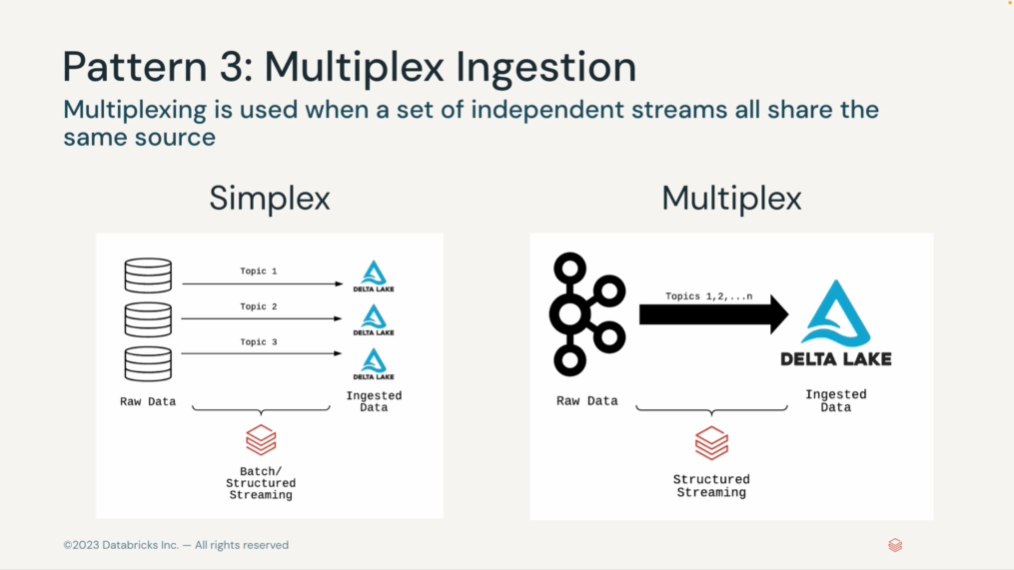 Pattern 3: Multiplex Ingestion
Multiplexing is used when a set of independent streams all share the
same source
Simplex
Topic 1
DELTA LAKE
Topic 2
DELTA LAKE
Topic 3
DELTA LAKE
Raw Data
Ingested
Data
Batch/
Structured
Streaming
Multiplex
Topics 1,2,...n
DELTA LAKE
Raw Data
Ingested
Data
Structured
Streaming
©2023 Databricks Inc. — All rights reserved